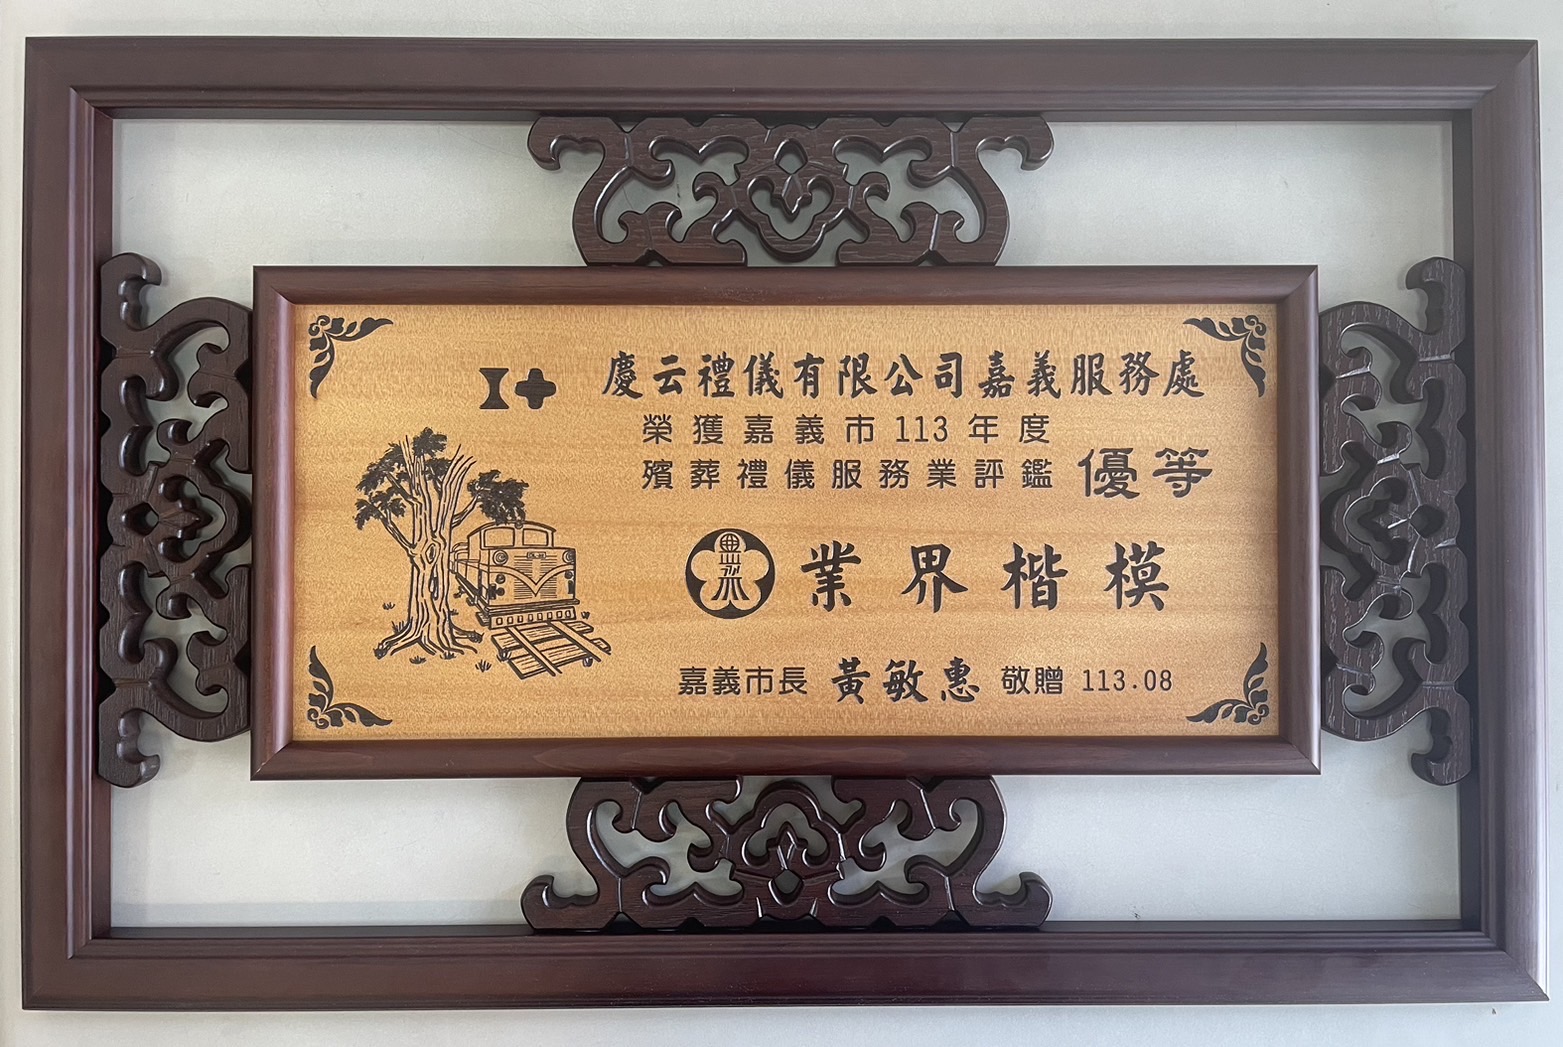 慶云禮儀有限公司嘉義服務處
榮獲嘉義市113年度
殯葬禮儀服務業評鑑 優等
業界楷模
嘉義市長 黃敏惠 敬贈 113.08